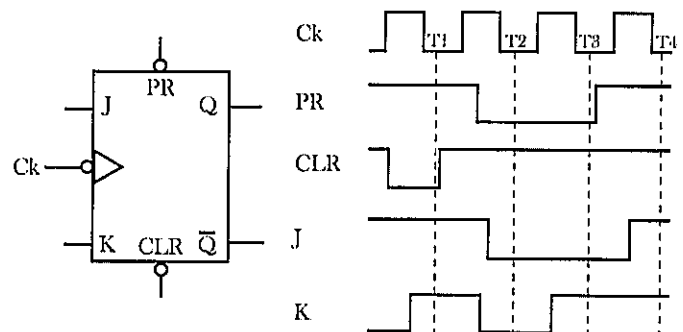 PR
J Q
Ck
K CLR Q̅
Ck T1 T2 T3 T4
PR
CLR
J
K